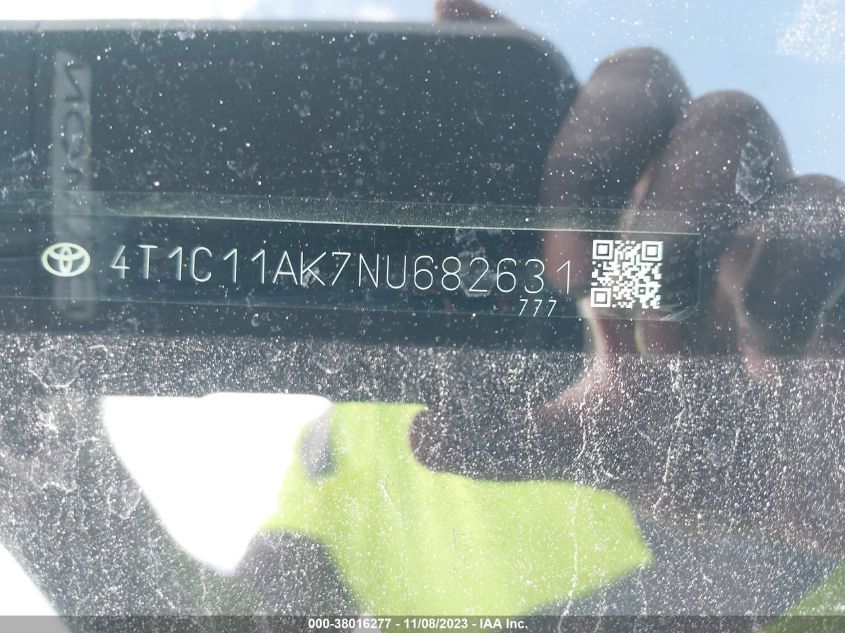 4T1C11AK7NU682631
777
000-38016277 - 11/08/2023 - IAA Inc.